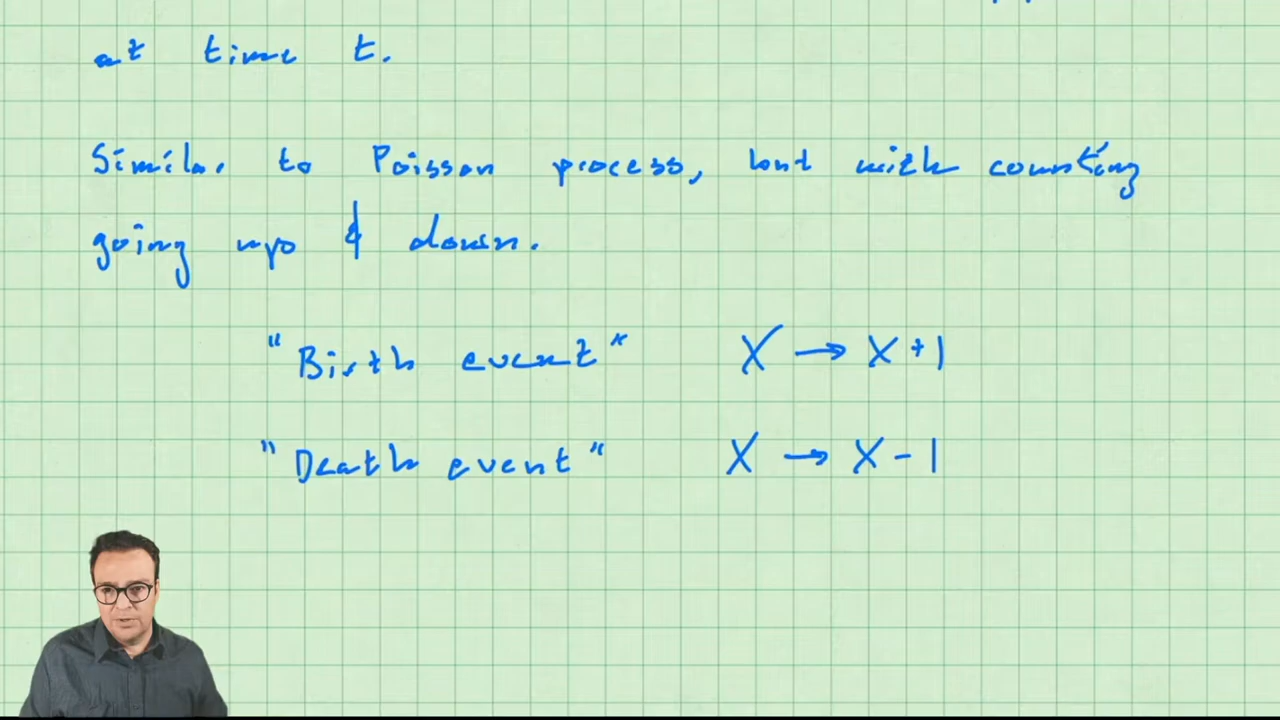 at time t.
Similar to Poisson process, but with counting
going up & down.
"Birth event" X → X + 1
"Death event" X → X - 1